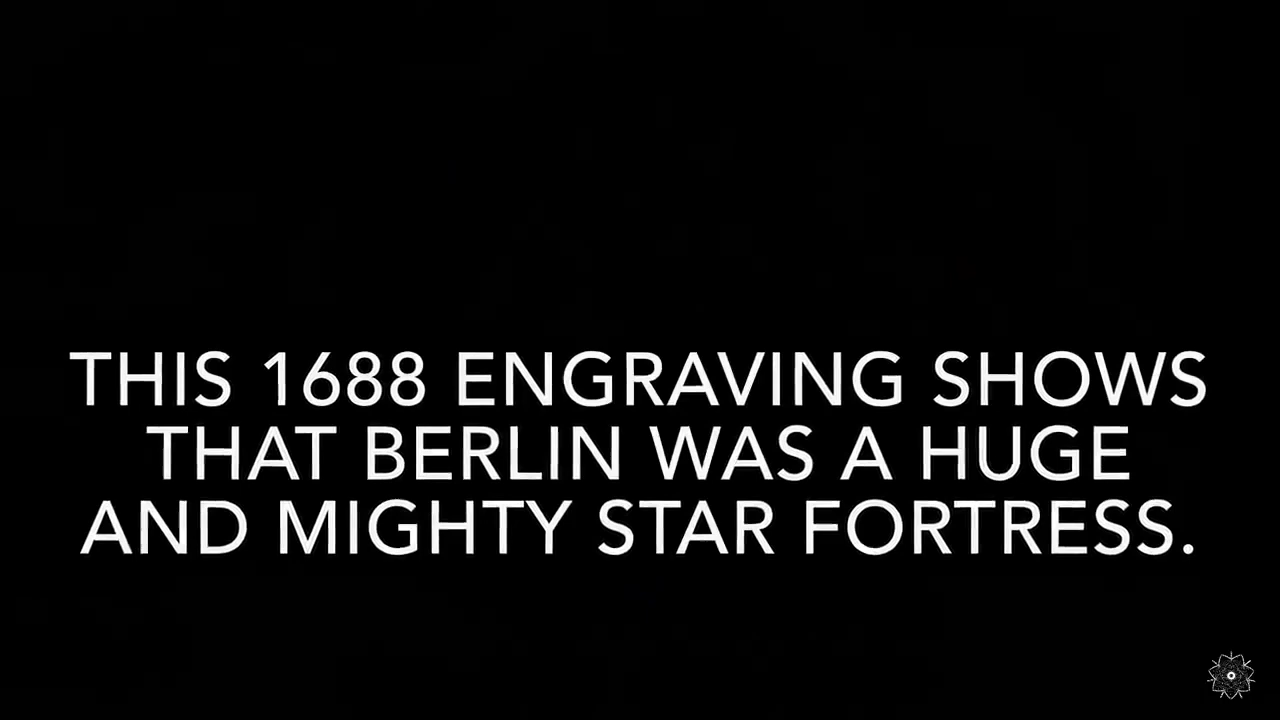 THIS 1688 ENGRAVING SHOWS
THAT BERLIN WAS A HUGE
AND MIGHTY STAR FORTRESS.